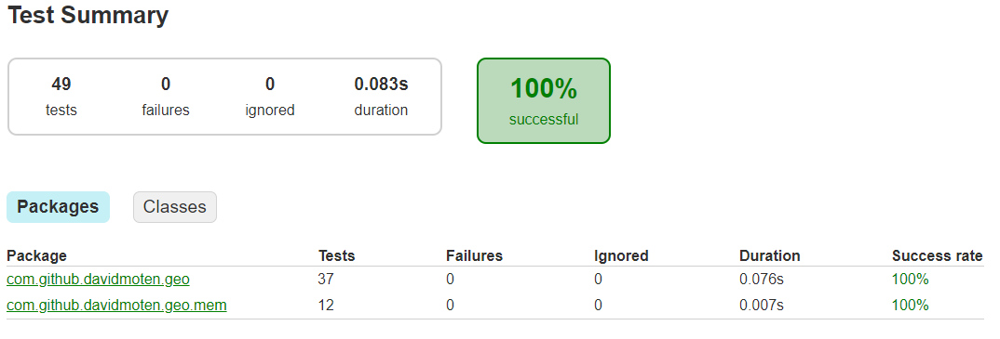 Test Summary
49 0 0 0.083s
tests failures ignored duration
100%
successful
Packages Classes
Package Tests Failures Ignored Duration Success rate
com.github.davidmoten.geo 37 0 0 0.076s 100%
com.github.davidmoten.geo.mem 12 0 0 0.007s 100%